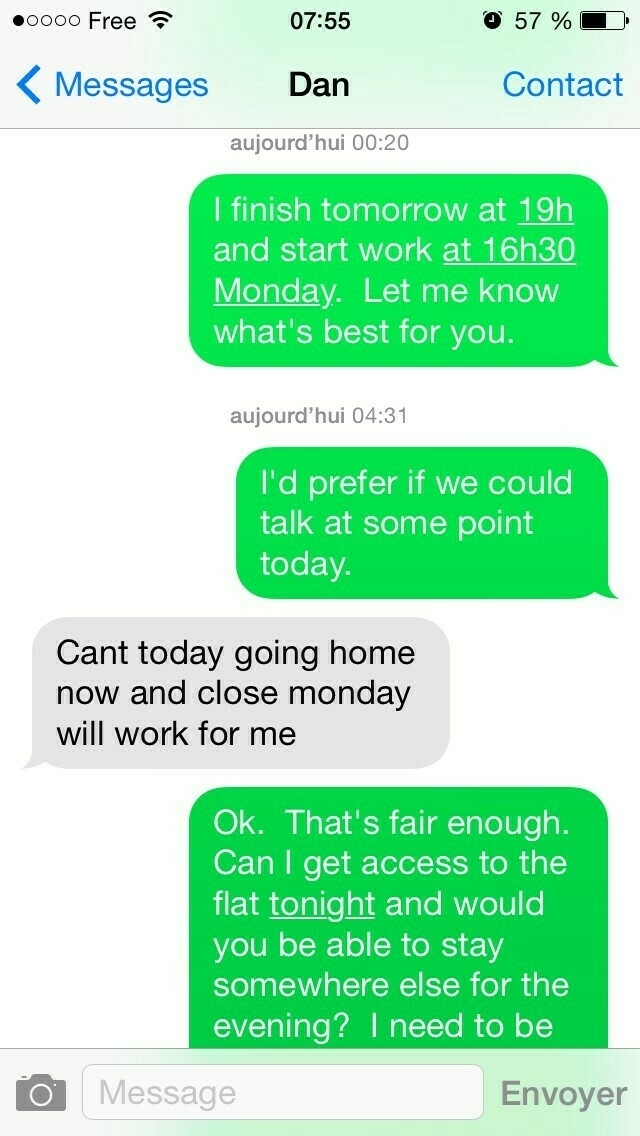 Free 07:55 57 %
Messages Dan Contact
aujourd'hui 00:20
I finish tomorrow at 19h
and start work at 16h30
Monday.  Let me know
what's best for you.
aujourd'hui 04:31
I'd prefer if we could
talk at some point
today.
Cant today going home
now and close monday
will work for me
Ok.  That's fair enough.
Can I get access to the
flat tonight and would
you be able to stay
somewhere else for the
evening?  I need to be
Message Envoyer